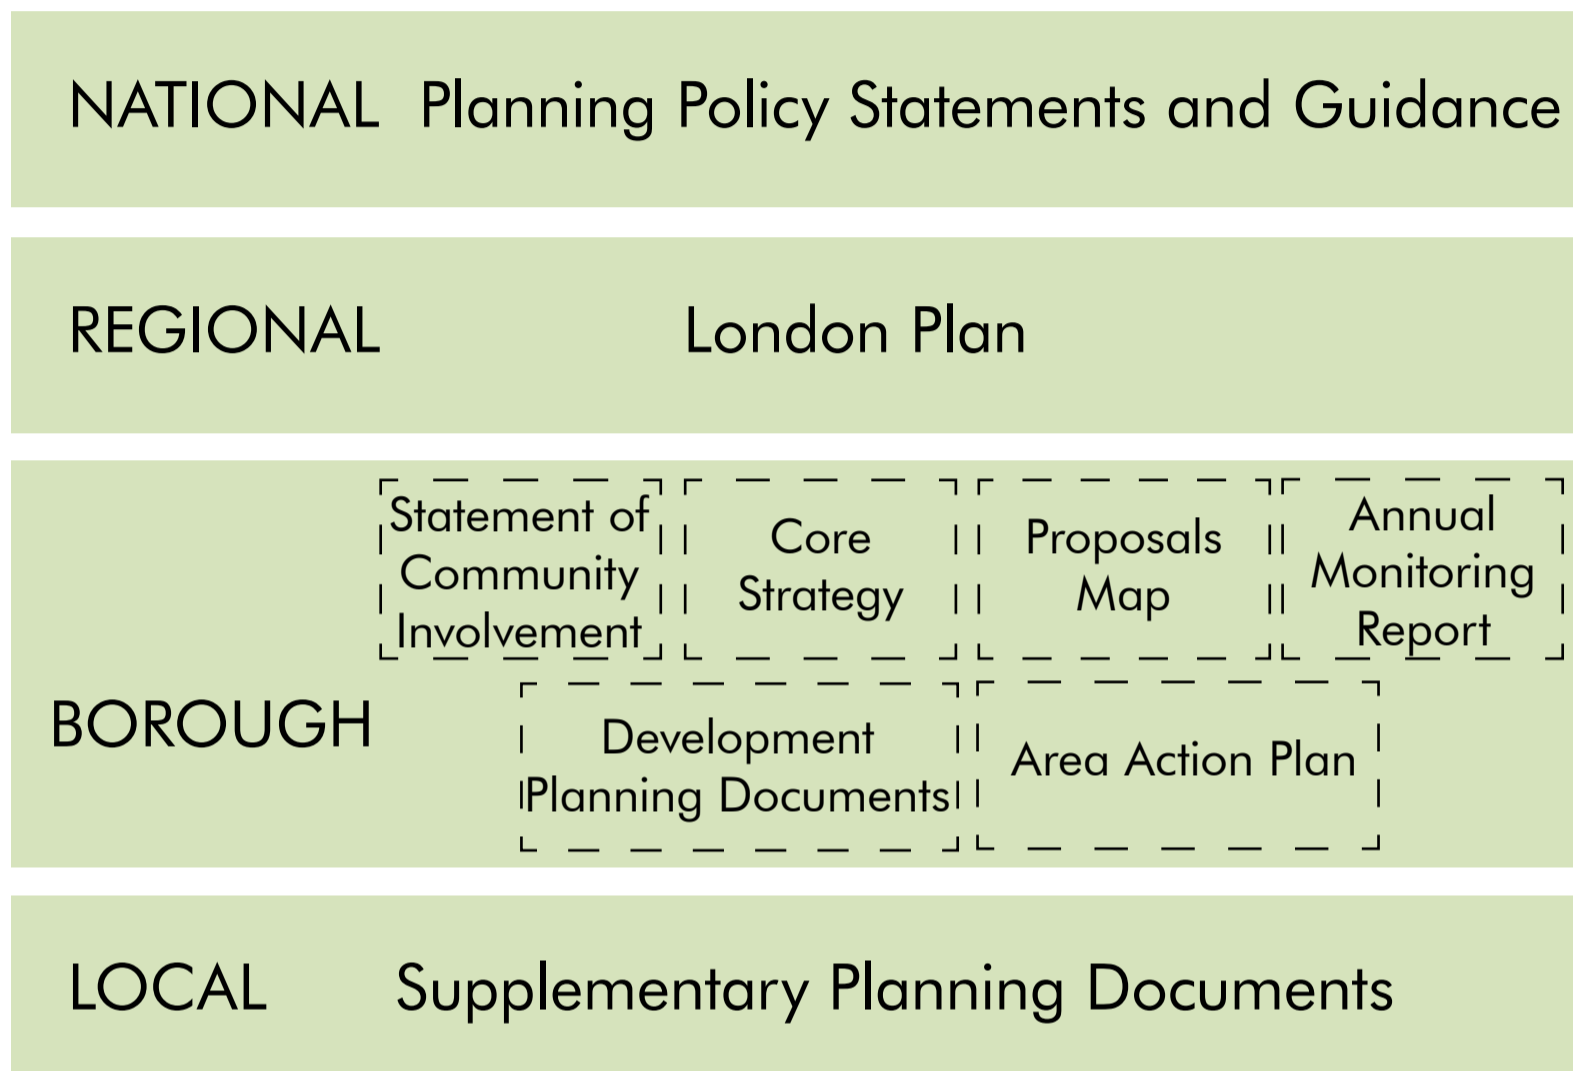 NATIONAL Planning Policy Statements and Guidance
REGIONAL London Plan
BOROUGH
Statement of
Community
Involvement
Core
Strategy
Proposals
Map
Annual
Monitoring
Report
Development
Planning Documents
Area Action Plan
LOCAL Supplementary Planning Documents